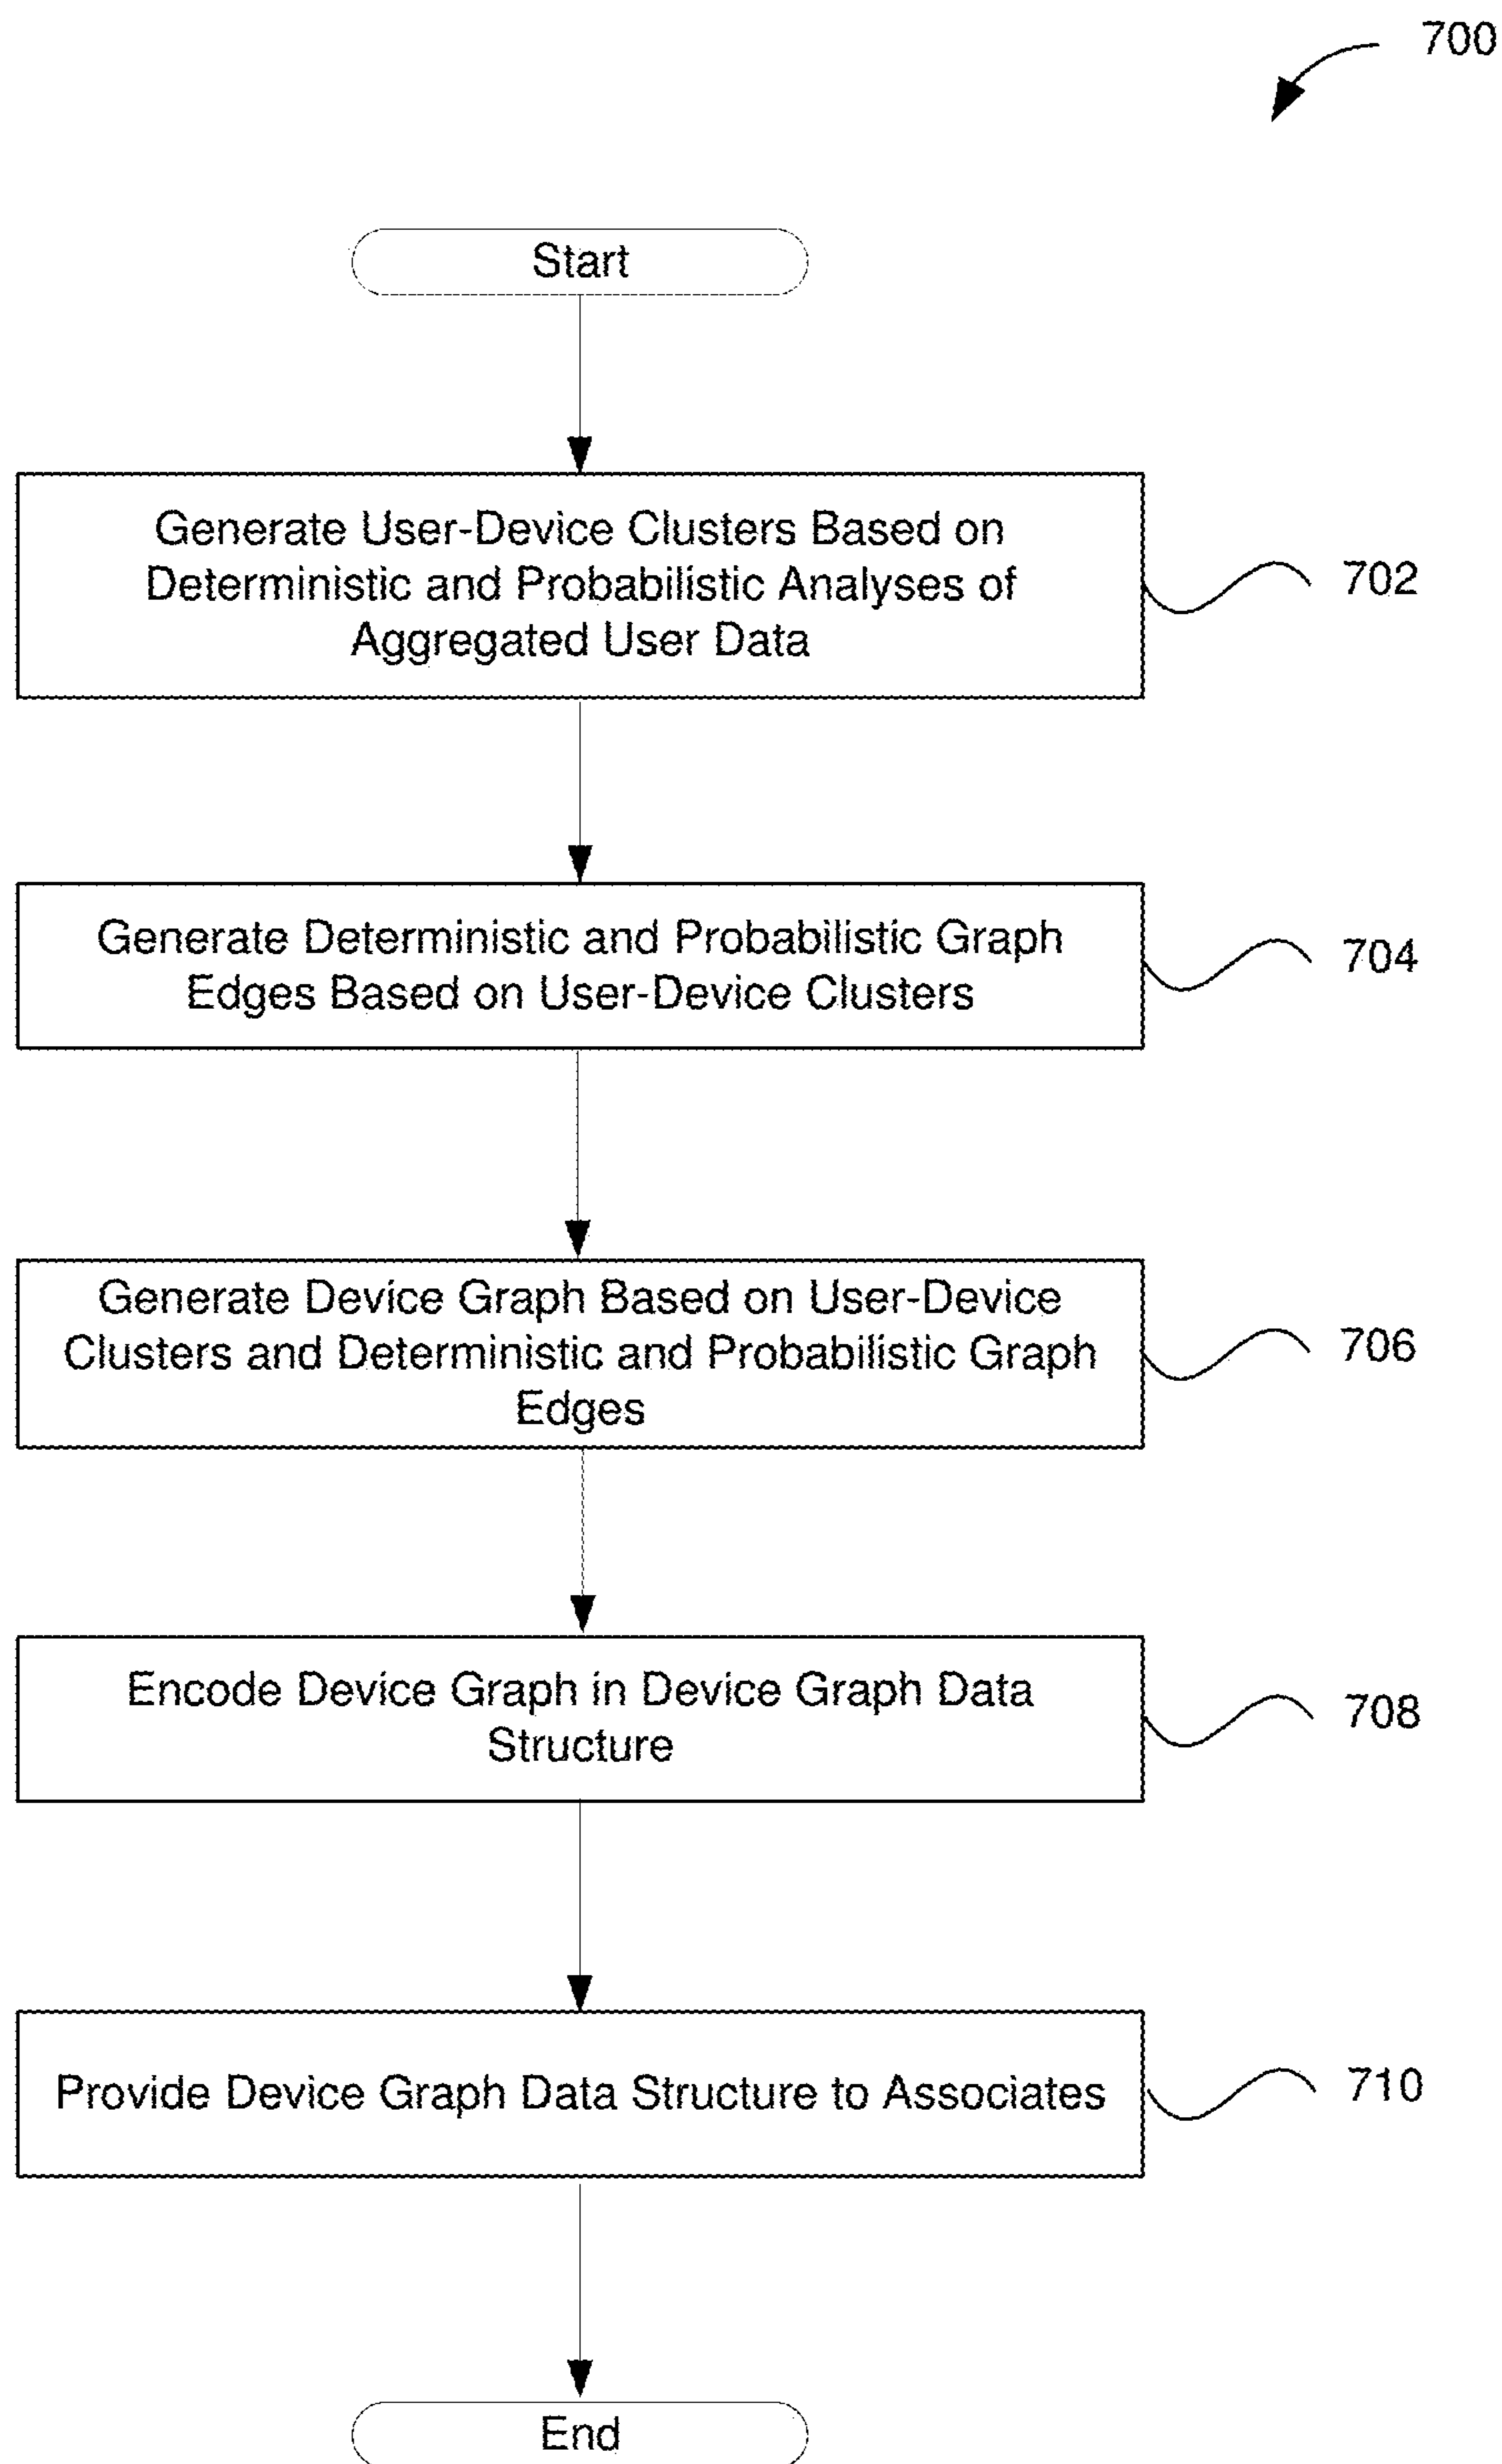 700
Start
Generate User-Device Clusters Based on
Deterministic and Probabilistic Analyses of
Aggregated User Data
702
Generate Deterministic and Probabilistic Graph
Edges Based on User-Device Clusters
704
Generate Device Graph Based on User-Device
Clusters and Deterministic and Probabilistic Graph
Edges
706
Encode Device Graph in Device Graph Data
Structure
708
Provide Device Graph Data Structure to Associates
710
End